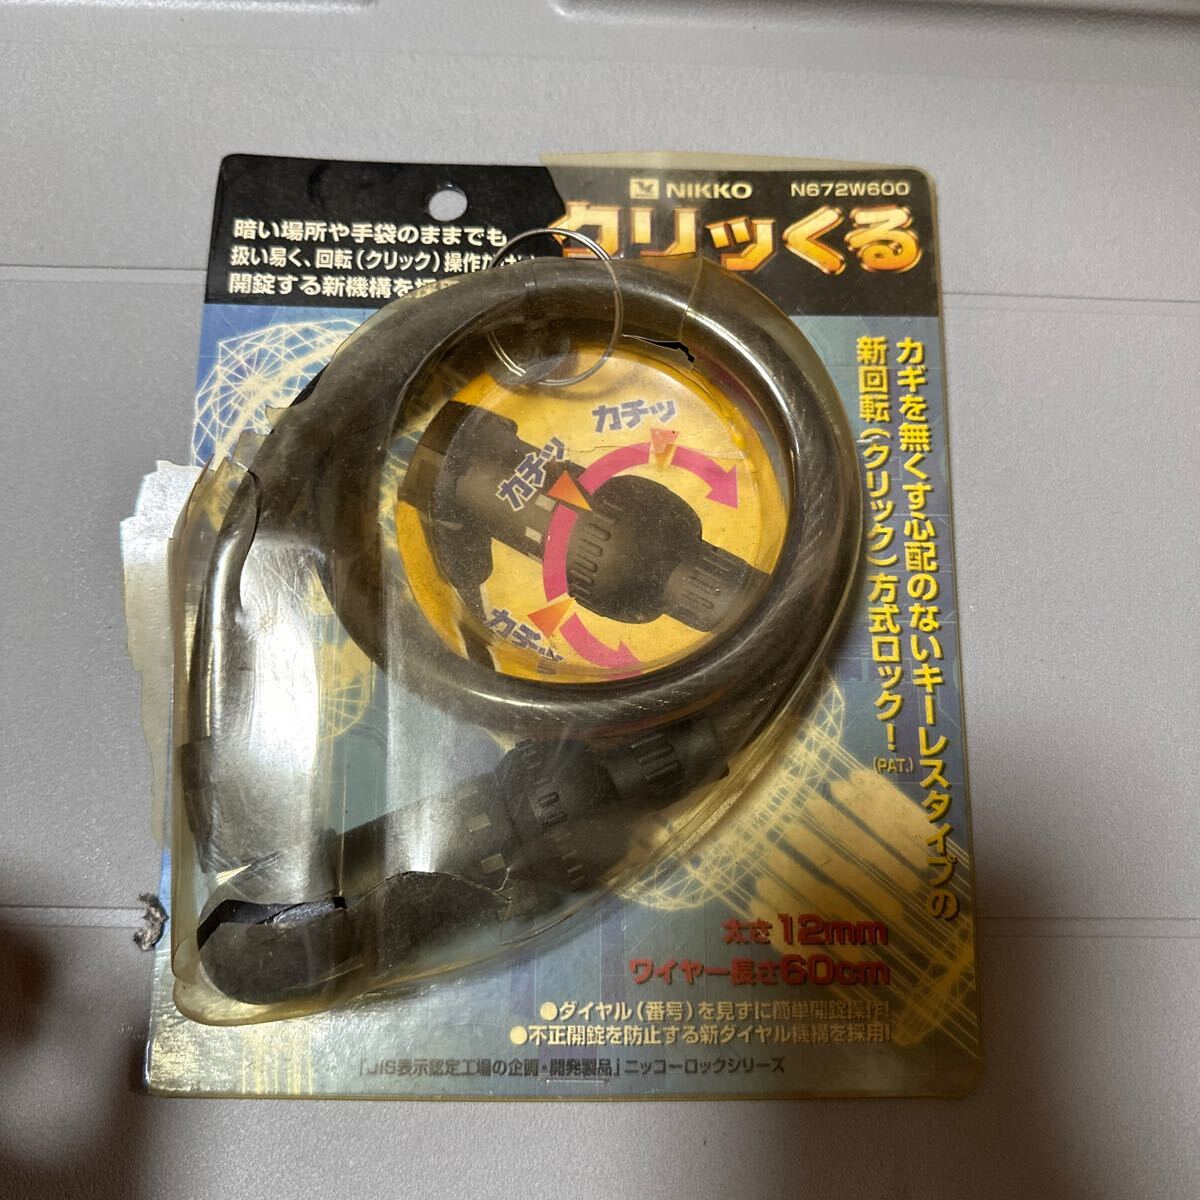 NIKKO
N672W600
クリッくる
暗い場所や手袋のままでも
扱い易く、回転(クリック)操作だけ
開錠する新機構を採用
カギを無くす心配のないキーレスタイプの
新回転(クリック)方式ロック!
(PAT.)
カチッ
カチッ
カチッ
太さ12mm
ワイヤー長さ60cm
●ダイヤル(番号)を見ずに簡単開錠操作!
●不正開錠を防止する新ダイヤル機構を採用!
「JIS表示認定工場の企画・開発製品」ニッコーロックシリーズ